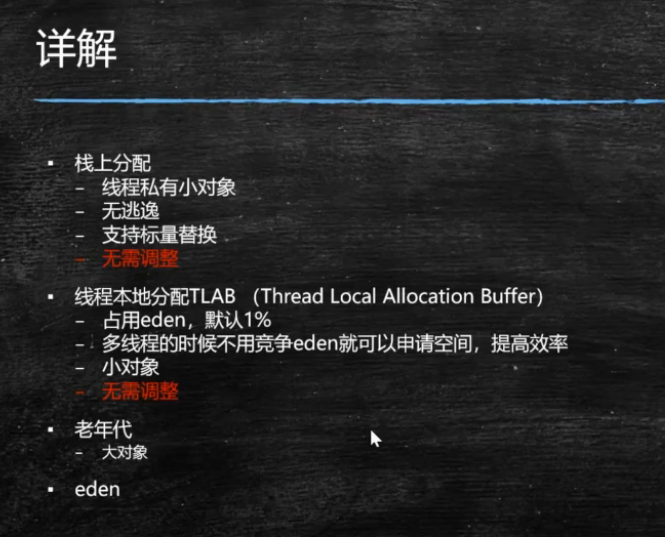 详解
▪ 栈上分配
– 线程私有小对象
– 无逃逸
– 支持标量替换
– 无需调整
▪ 线程本地分配TLAB （Thread Local Allocation Buffer）
– 占用eden，默认1%
– 多线程的时候不用竞争eden就可以申请空间，提高效率
– 小对象
– 无需调整
▪ 老年代
– 大对象
▪ eden